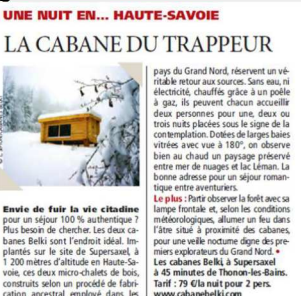 UNE NUIT EN... HAUTE-SAVOIE
LA CABANE DU TRAPPEUR
Envie de fuir la vie citadine
pour un séjour 100 % authentique ?
Plus besoin de chercher. Les deux ca-
banes Belki sont l'endroit idéal. Im-
plantés sur le site de Supersaxel, à
1 200 mètres d'altitude en Haute-Sa-
voie, ces deux micro-chalets de bois,
construits selon un procédé de fabri-
cation ancestral employé dans les
pays du Grand Nord, réservent un vé-
ritable retour aux sources. Sans eau, ni
électricité, chauffés grâce à un poêle
à gaz, ils peuvent chacun accueillir
deux personnes pour une, deux ou
trois nuits placées sous le signe de la
contemplation. Dotées de larges baies
vitrées avec vue à 180°, on observe
bien au chaud un paysage préservé
entre mer de nuages et lac Léman. La
bonne adresse pour un séjour roman-
tique entre aventuriers.
Le plus : Partir observer la forêt avec sa
lampe frontale et, selon les conditions
météorologiques, allumer un feu dans
l'âtre situé à proximité des cabanes,
pour une veillée nocturne digne des pre-
miers explorateurs du Grand Nord. •
Les cabanes Belki, à Supersaxel
à 45 minutes de Thonon-les-Bains.
Tarif : 79 €/la nuit pour 2 pers.
www.cabanebelki.com